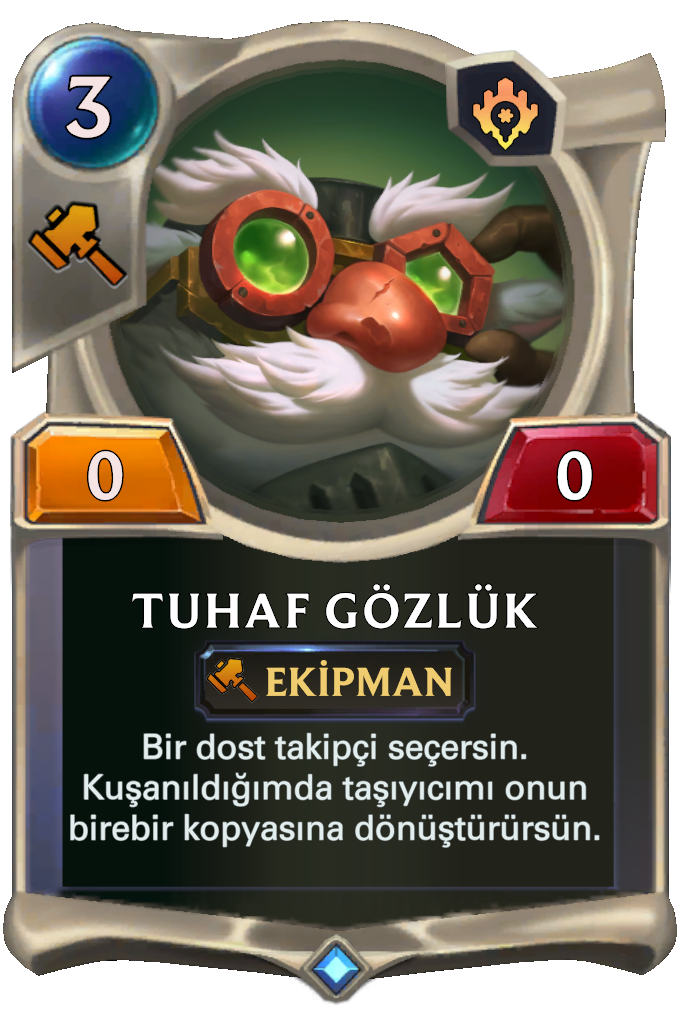 3
0
0
TUHAF GÖZLÜK
EKİPMAN
Bir dost takipçi seçersin.
Kuşanıldığımda taşıyıcımı onun
birebir kopyasına dönüştürürsün.